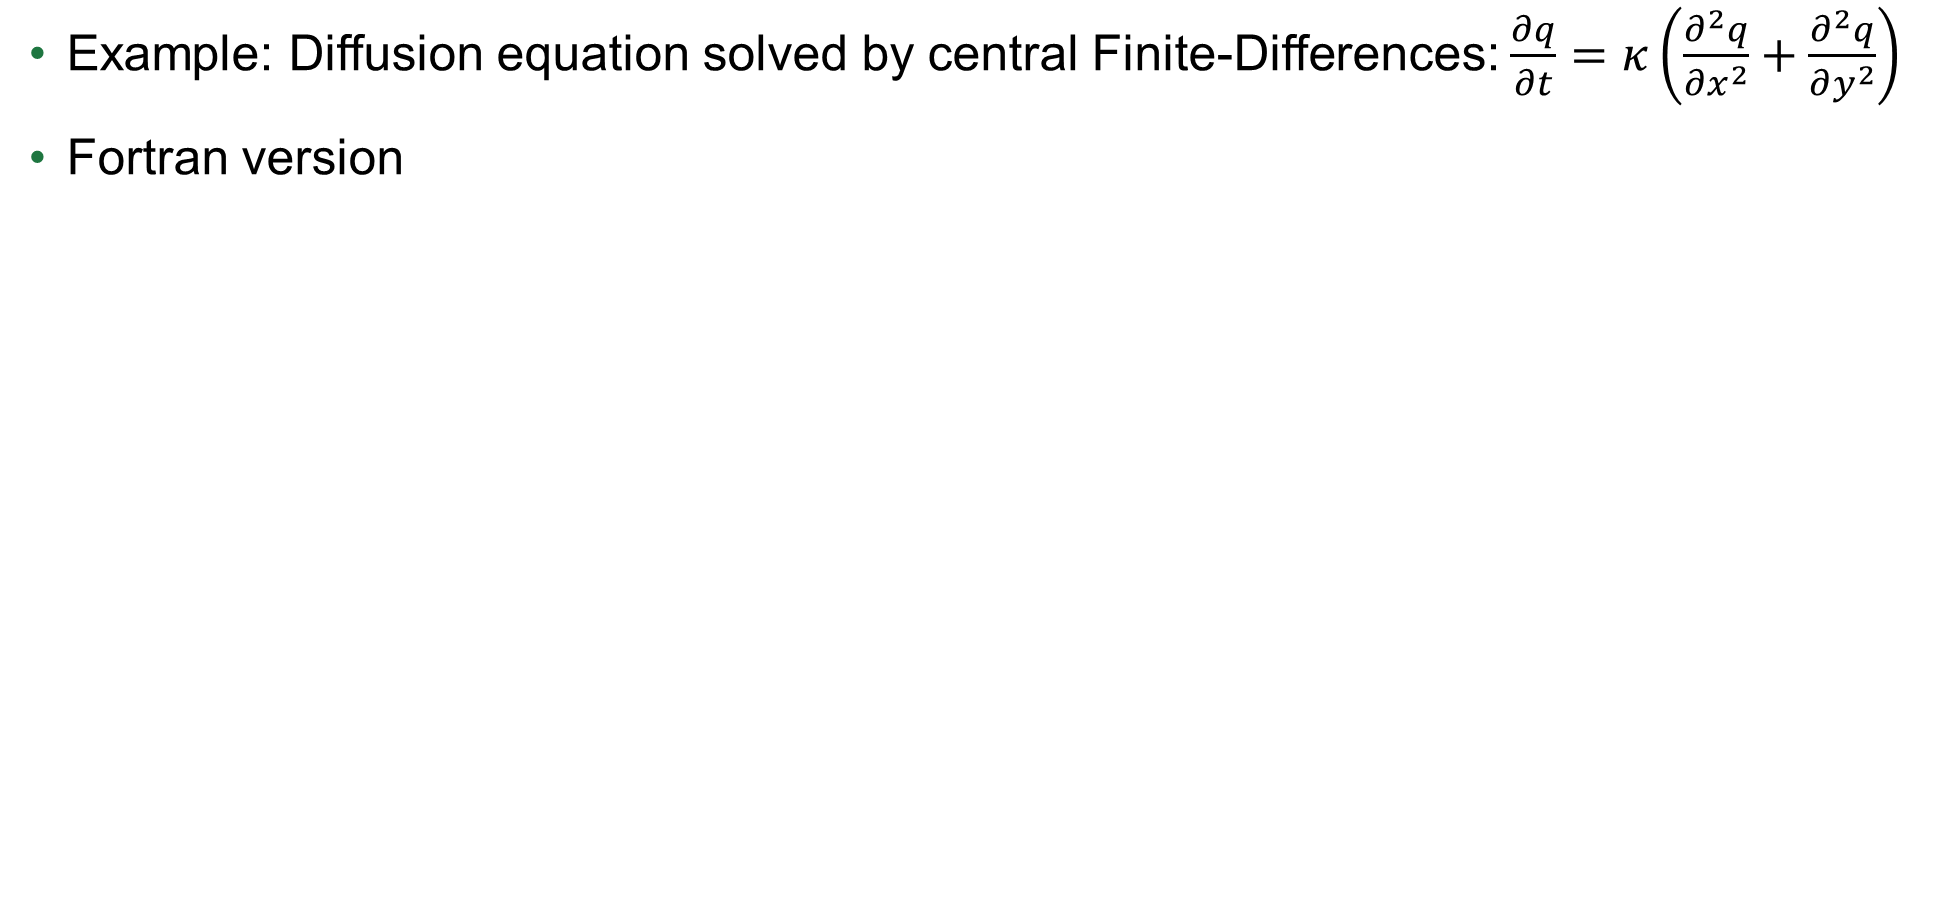 • Example: Diffusion equation solved by central Finite-Differences: ∂q/∂t = κ(∂²q/∂x² + ∂²q/∂y²)
• Fortran version